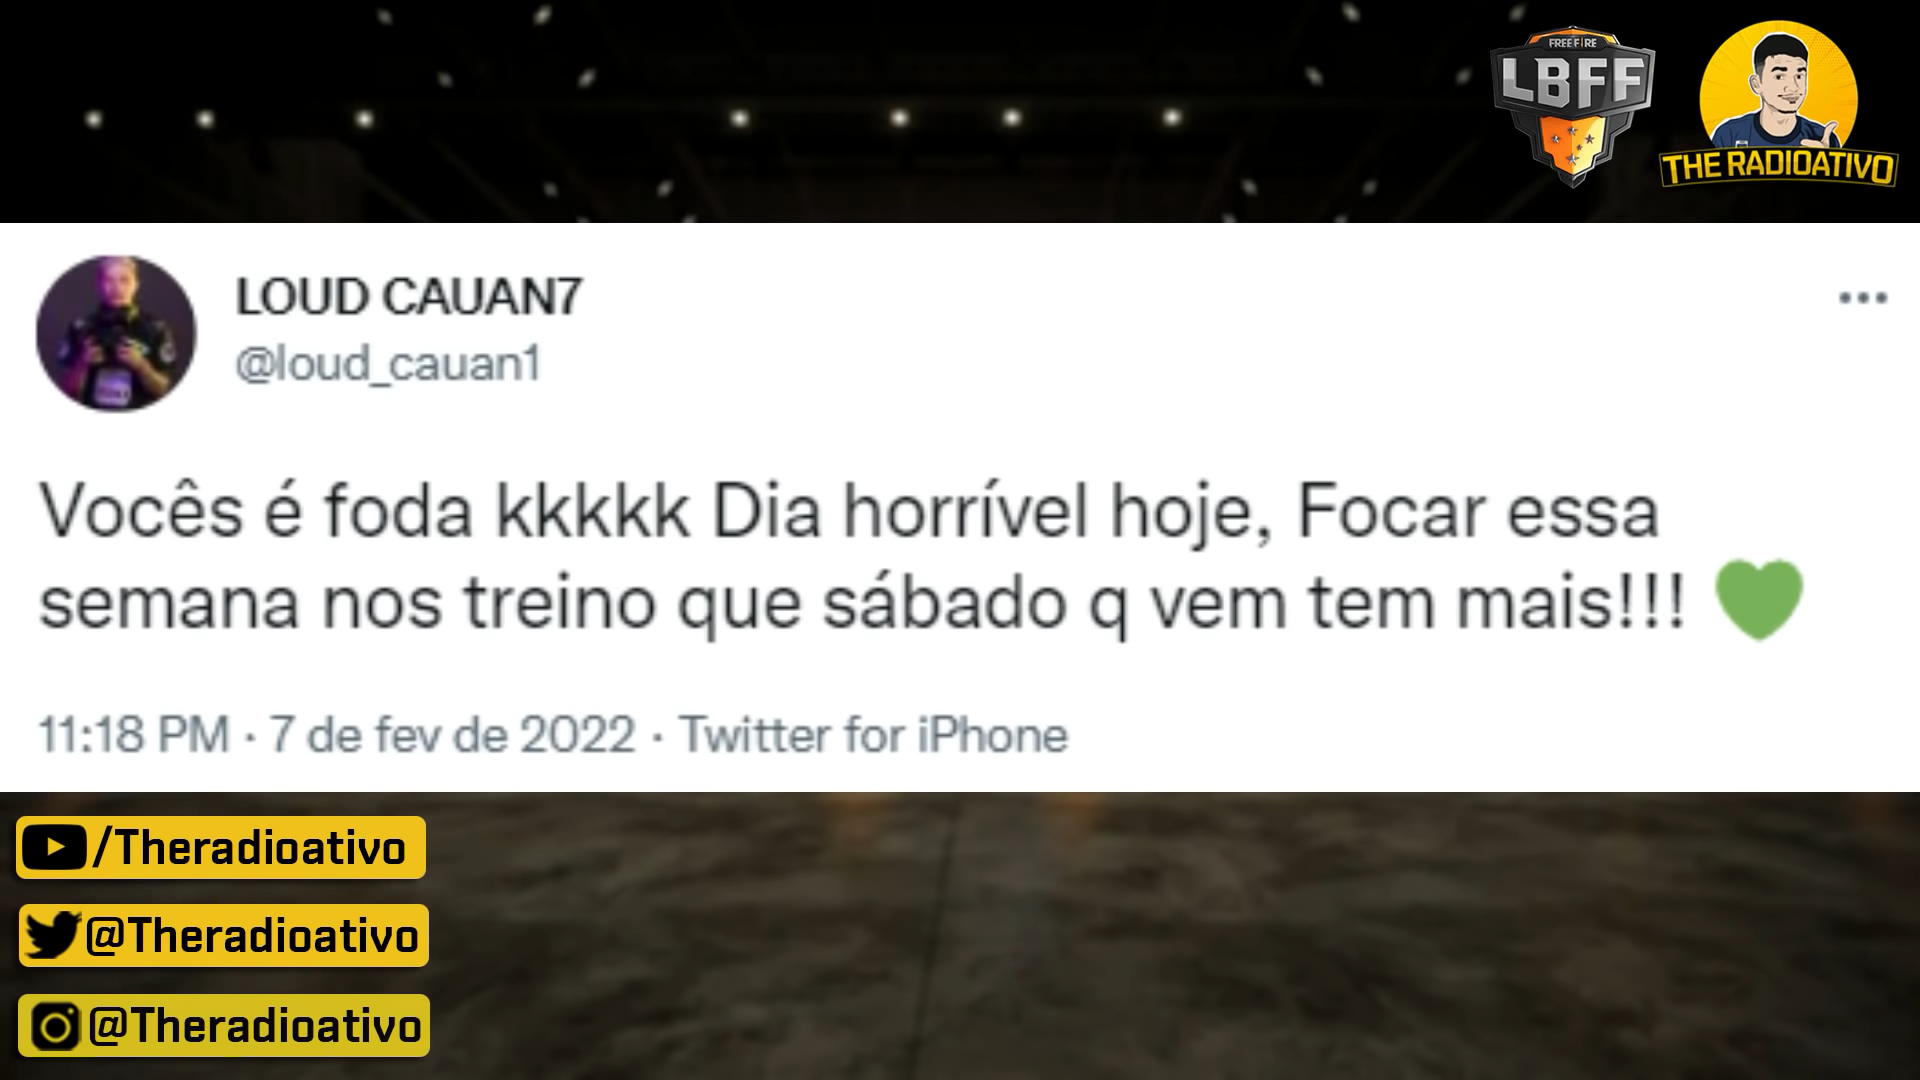 FREE FIRE
LBFF
THE RADIOATIVO
LOUD CAUAN7
@loud_cauan1
Vocês é foda kkkkk Dia horrível hoje, Focar essa
semana nos treino que sábado q vem tem mais!!! 💚
11:18 PM · 7 de fev de 2022 · Twitter for iPhone
/Theradioativo
@Theradioativo
@Theradioativo